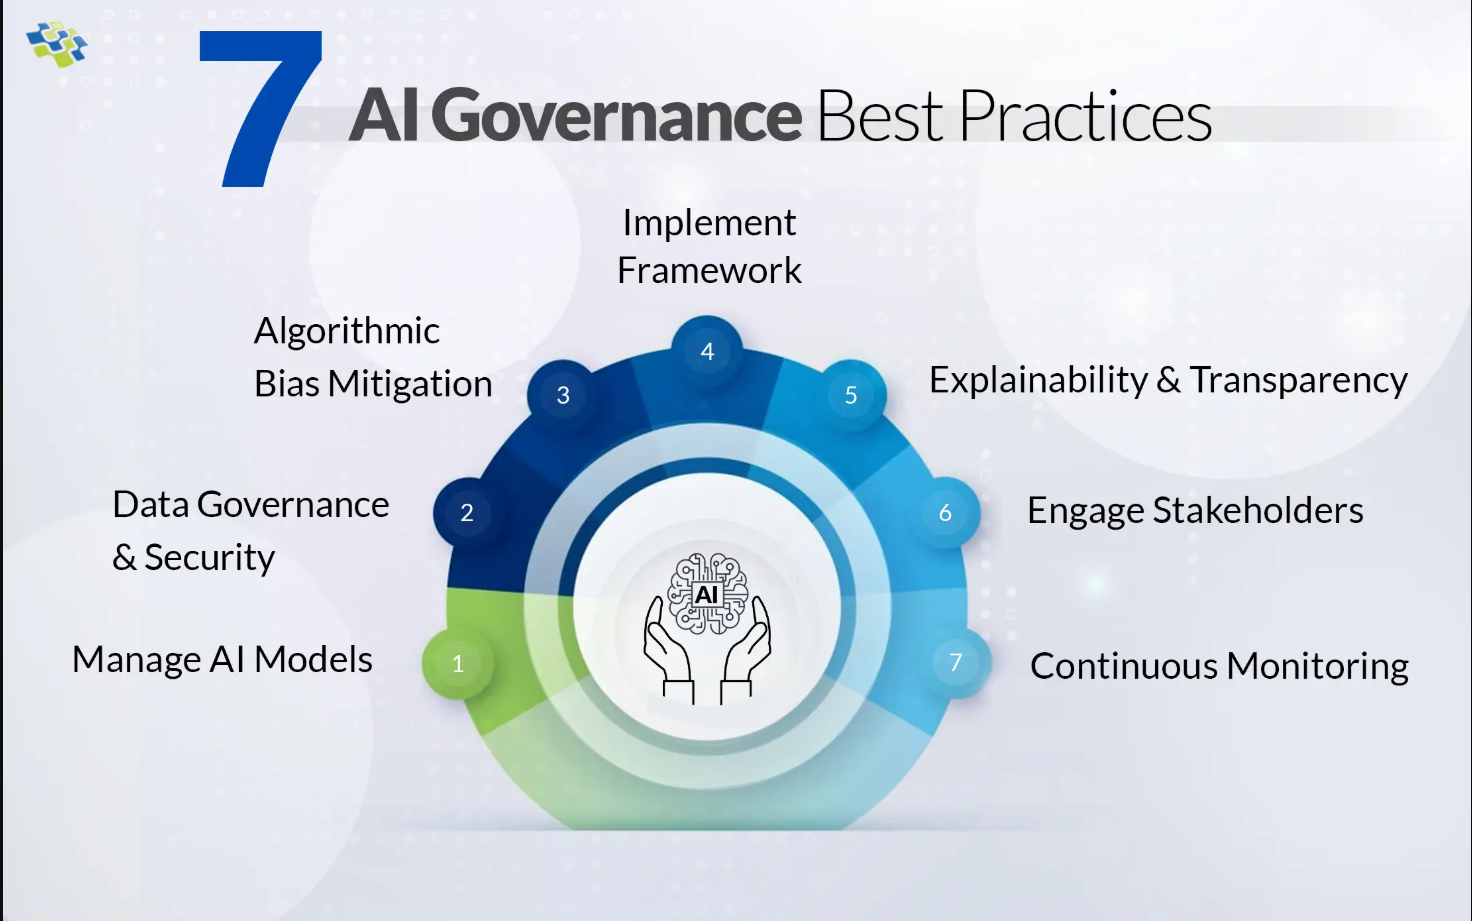 7 AI Governance Best Practices
Implement
Framework
Algorithmic
Bias Mitigation
Data Governance
& Security
Manage AI Models
Explainability & Transparency
Engage Stakeholders
Continuous Monitoring
1
2
3
4
5
6
7
AI